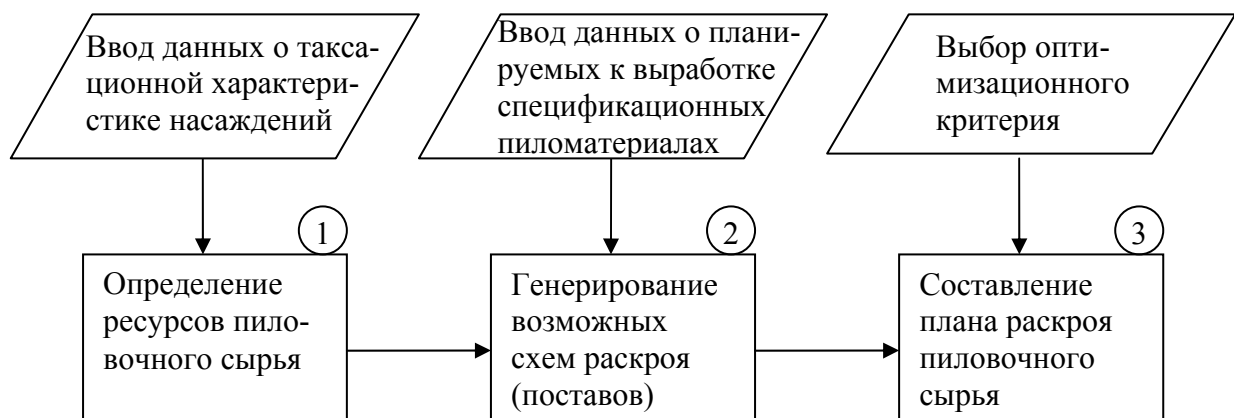 Ввод данных о такса-
ционной характери-
стике насаждений
Ввод данных о плани-
руемых к выработке
спецификационных
пиломатериалах
Выбор опти-
мизационного
критерия
1
Определение
ресурсов пило-
вочного сырья
2
Генерирование
возможных
схем раскроя
(поставов)
3
Составление
плана раскроя
пиловочного
сырья